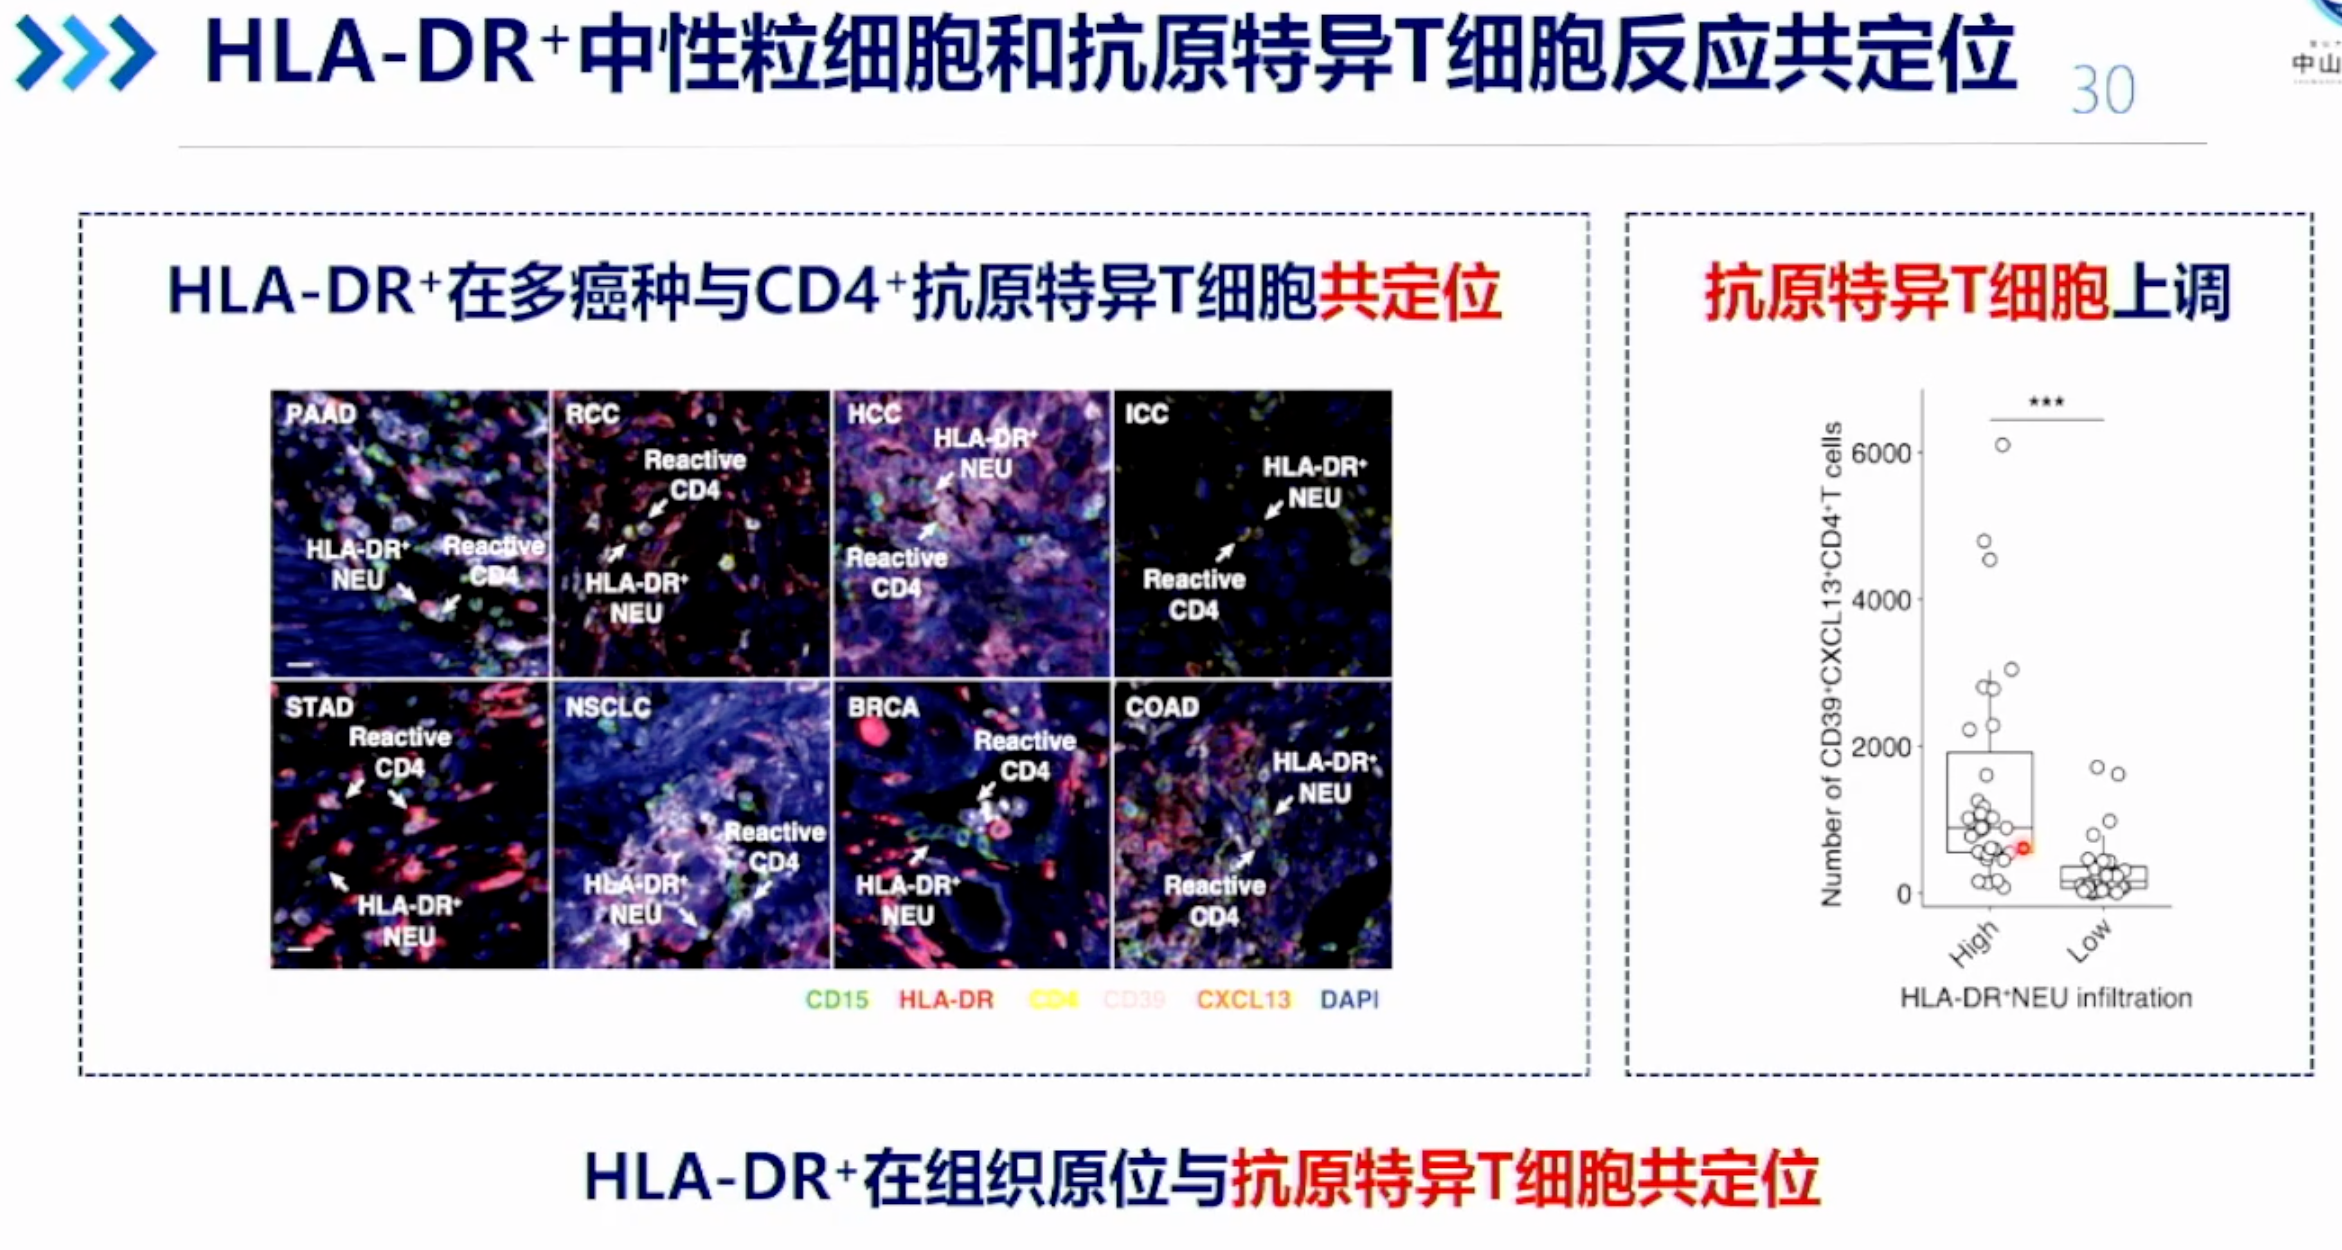 HLA-DR⁺中性粒细胞和抗原特异T细胞反应共定位
30
中山
HLA-DR⁺在多癌种与CD4⁺抗原特异T细胞共定位
PAAD
HLA-DR⁺
NEU
Reactive
CD4
RCC
Reactive
CD4
HLA-DR⁺
NEU
HCC
HLA-DR⁺
NEU
Reactive
CD4
ICC
HLA-DR⁺
NEU
Reactive
CD4
STAD
Reactive
CD4
HLA-DR⁺
NEU
NSCLC
Reactive
CD4
HLA-DR⁺
NEU
BRCA
Reactive
CD4
HLA-DR⁺
NEU
COAD
HLA-DR⁺
NEU
Reactive
CD4
CD15 HLA-DR CD4 CD39 CXCL13 DAPI
抗原特异T细胞上调
***
Number of CD39⁺CXCL13⁺CD4⁺T cells
6000
4000
2000
0
High
Low
HLA-DR⁺NEU infiltration
HLA-DR⁺在组织原位与抗原特异T细胞共定位